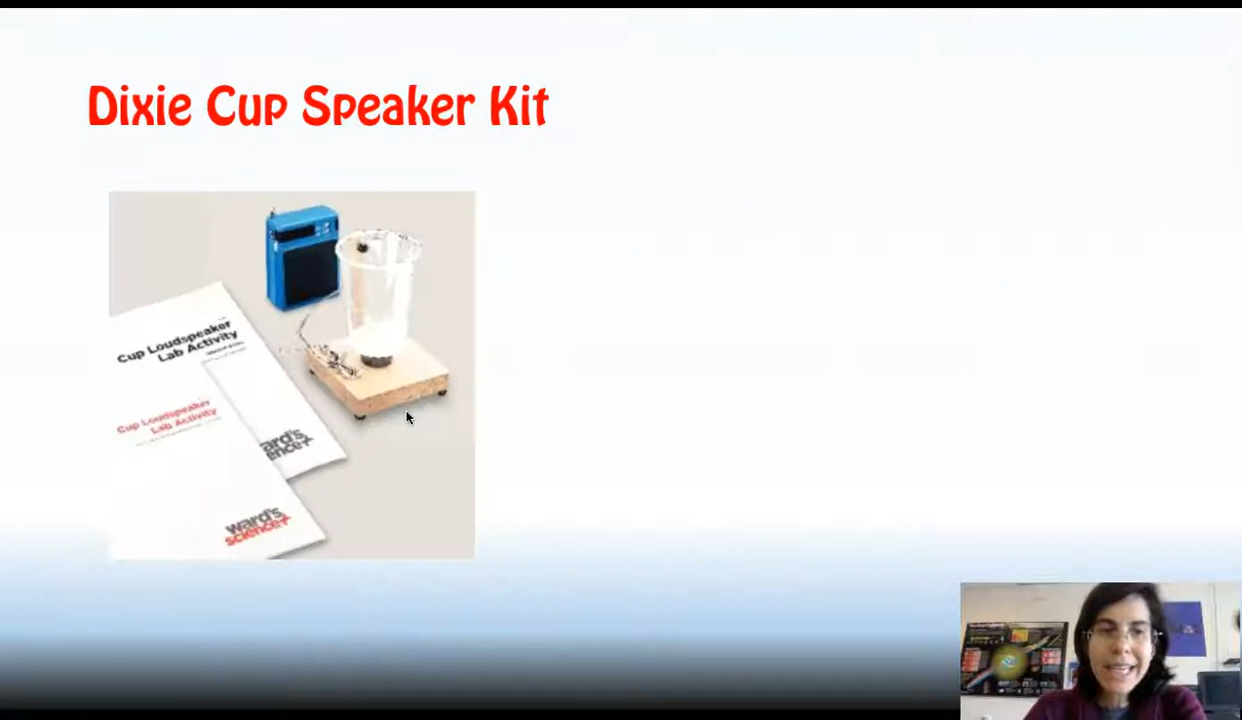 Dixie Cup Speaker Kit
Cup Loudspeaker
Lab Activity
Cup Loudspeaker
Lab Activity
ward's
science+
ward's
science+